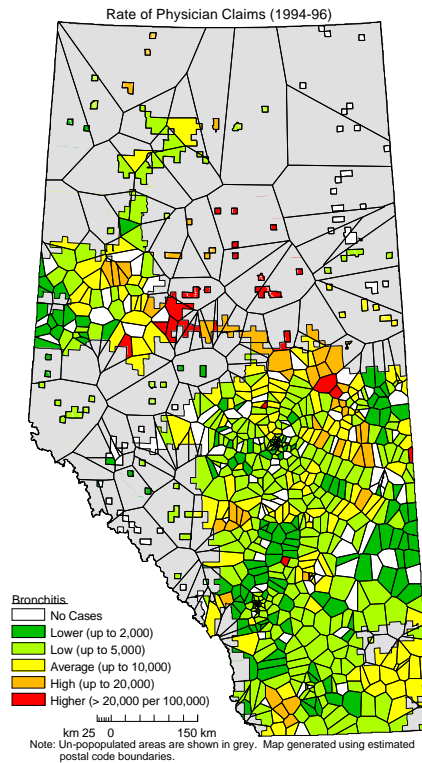 Rate of Physician Claims (1994-96)
Bronchitis
No Cases
Lower (up to 2,000)
Low (up to 5,000)
Average (up to 10,000)
High (up to 20,000)
Higher (> 20,000 per 100,000)
km 25 0 150 km
Note: Un-popopulated areas are shown in grey. Map generated using estimated
postal code boundaries.